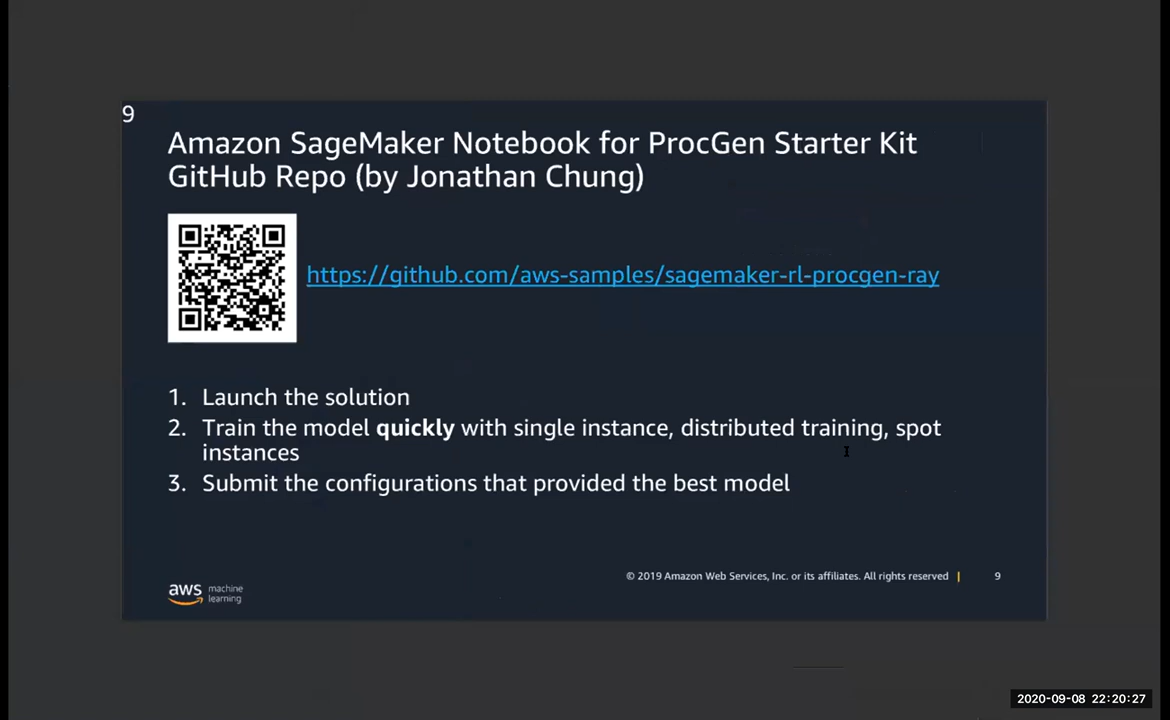 9
Amazon SageMaker Notebook for ProcGen Starter Kit
GitHub Repo (by Jonathan Chung)
https://github.com/aws-samples/sagemaker-rl-procgen-ray
1. Launch the solution
2. Train the model quickly with single instance, distributed training, spot
instances
3. Submit the configurations that provided the best model
aws machine
learning
© 2019 Amazon Web Services, Inc. or its affiliates. All rights reserved | 9
2020-09-08 22:20:27